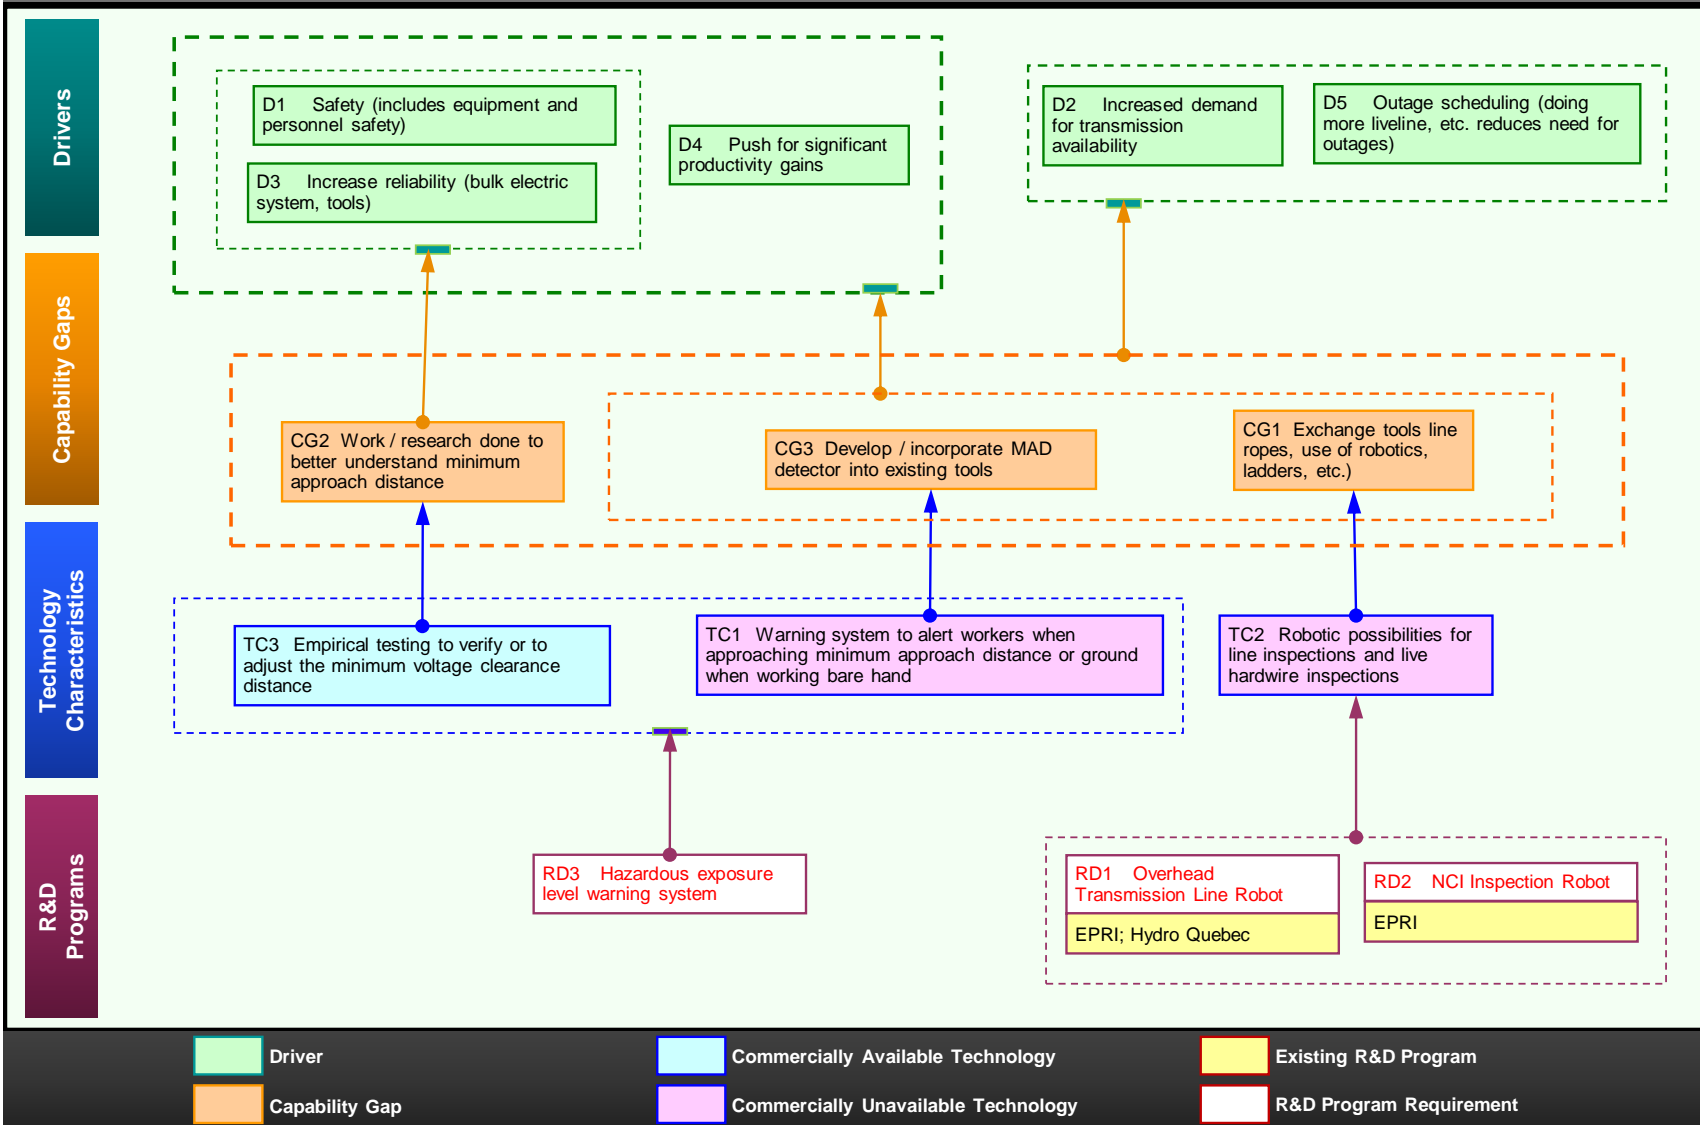 Drivers
D1 Safety (includes equipment and
personnel safety)
D3 Increase reliability (bulk electric
system, tools)
D4 Push for significant
productivity gains
D2 Increased demand
for transmission
availability
D5 Outage scheduling (doing
more liveline, etc. reduces need for
outages)
Capability Gaps
CG2 Work / research done to
better understand minimum
approach distance
CG3 Develop / incorporate MAD
detector into existing tools
CG1 Exchange tools line
ropes, use of robotics,
ladders, etc.)
Technology
Characteristics
TC3 Empirical testing to verify or to
adjust the minimum voltage clearance
distance
TC1 Warning system to alert workers when
approaching minimum approach distance or ground
when working bare hand
TC2 Robotic possibilities for
line inspections and live
hardwire inspections
R&D
Programs
RD3 Hazardous exposure
level warning system
RD1 Overhead
Transmission Line Robot
EPRI; Hydro Quebec
RD2 NCI Inspection Robot
EPRI
Driver
Commercially Available Technology
Existing R&D Program
Capability Gap
Commercially Unavailable Technology
R&D Program Requirement